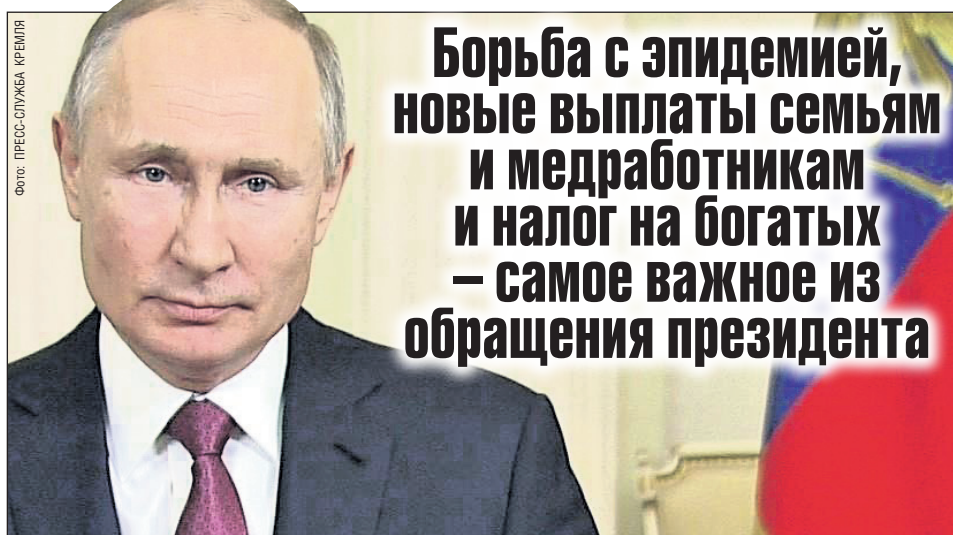 Фото: ПРЕСС-СЛУЖБА КРЕМЛЯ
Борьба с эпидемией,
новые выплаты семьям
и медработникам
и налог на богатых
– самое важное из
обращения президента